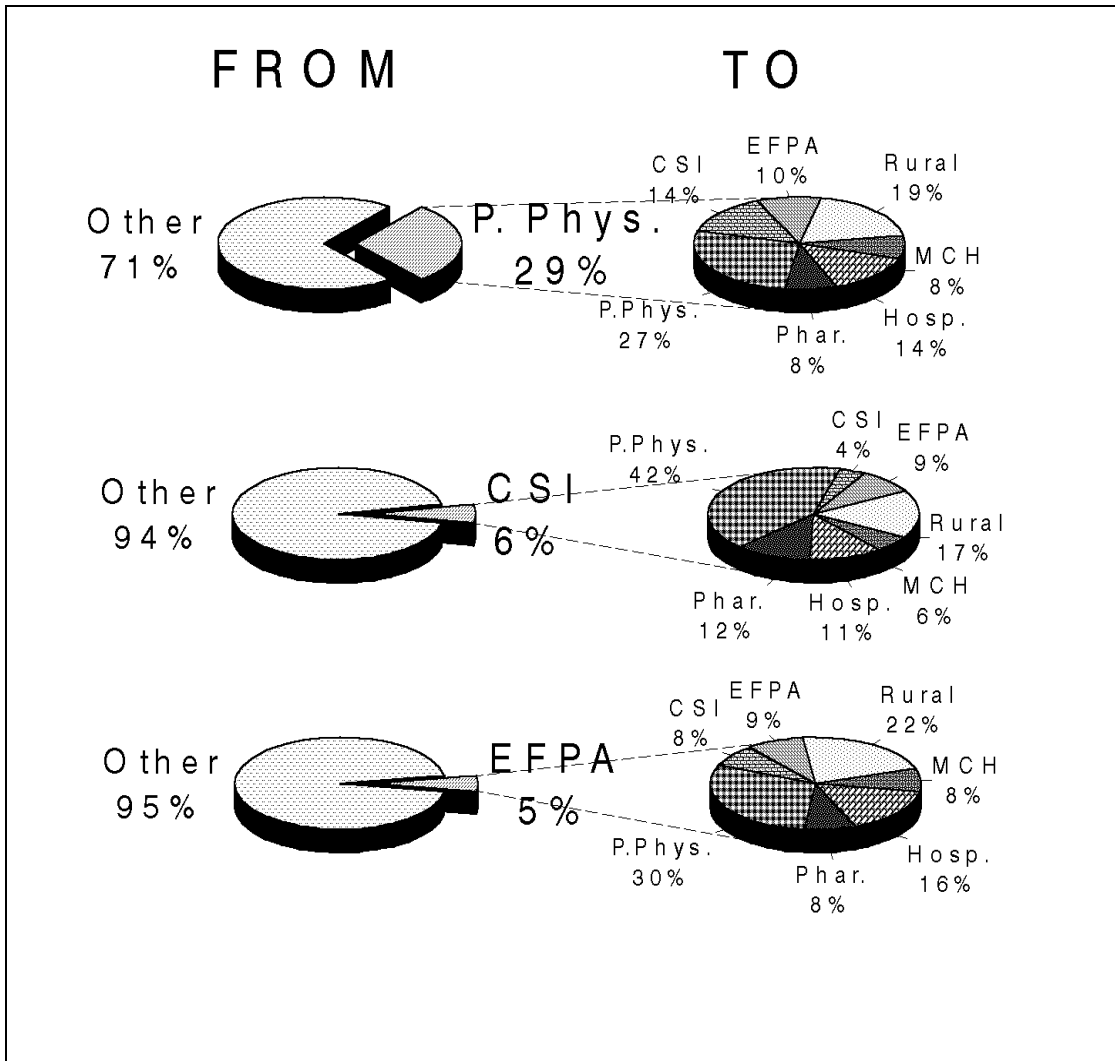 FROM
TO
Other
71%
P. Phys.
29%
CSI
14%
EFPA
10%
Rural
19%
MCH
8%
Hosp.
14%
Phar.
8%
P.Phys.
27%
Other
94%
CSI
6%
P.Phys.
42%
CSI
4%
EFPA
9%
Rural
17%
MCH
6%
Hosp.
11%
Phar.
12%
Other
95%
EFPA
5%
CSI
8%
EFPA
9%
Rural
22%
MCH
8%
Hosp.
16%
Phar.
8%
P.Phys.
30%